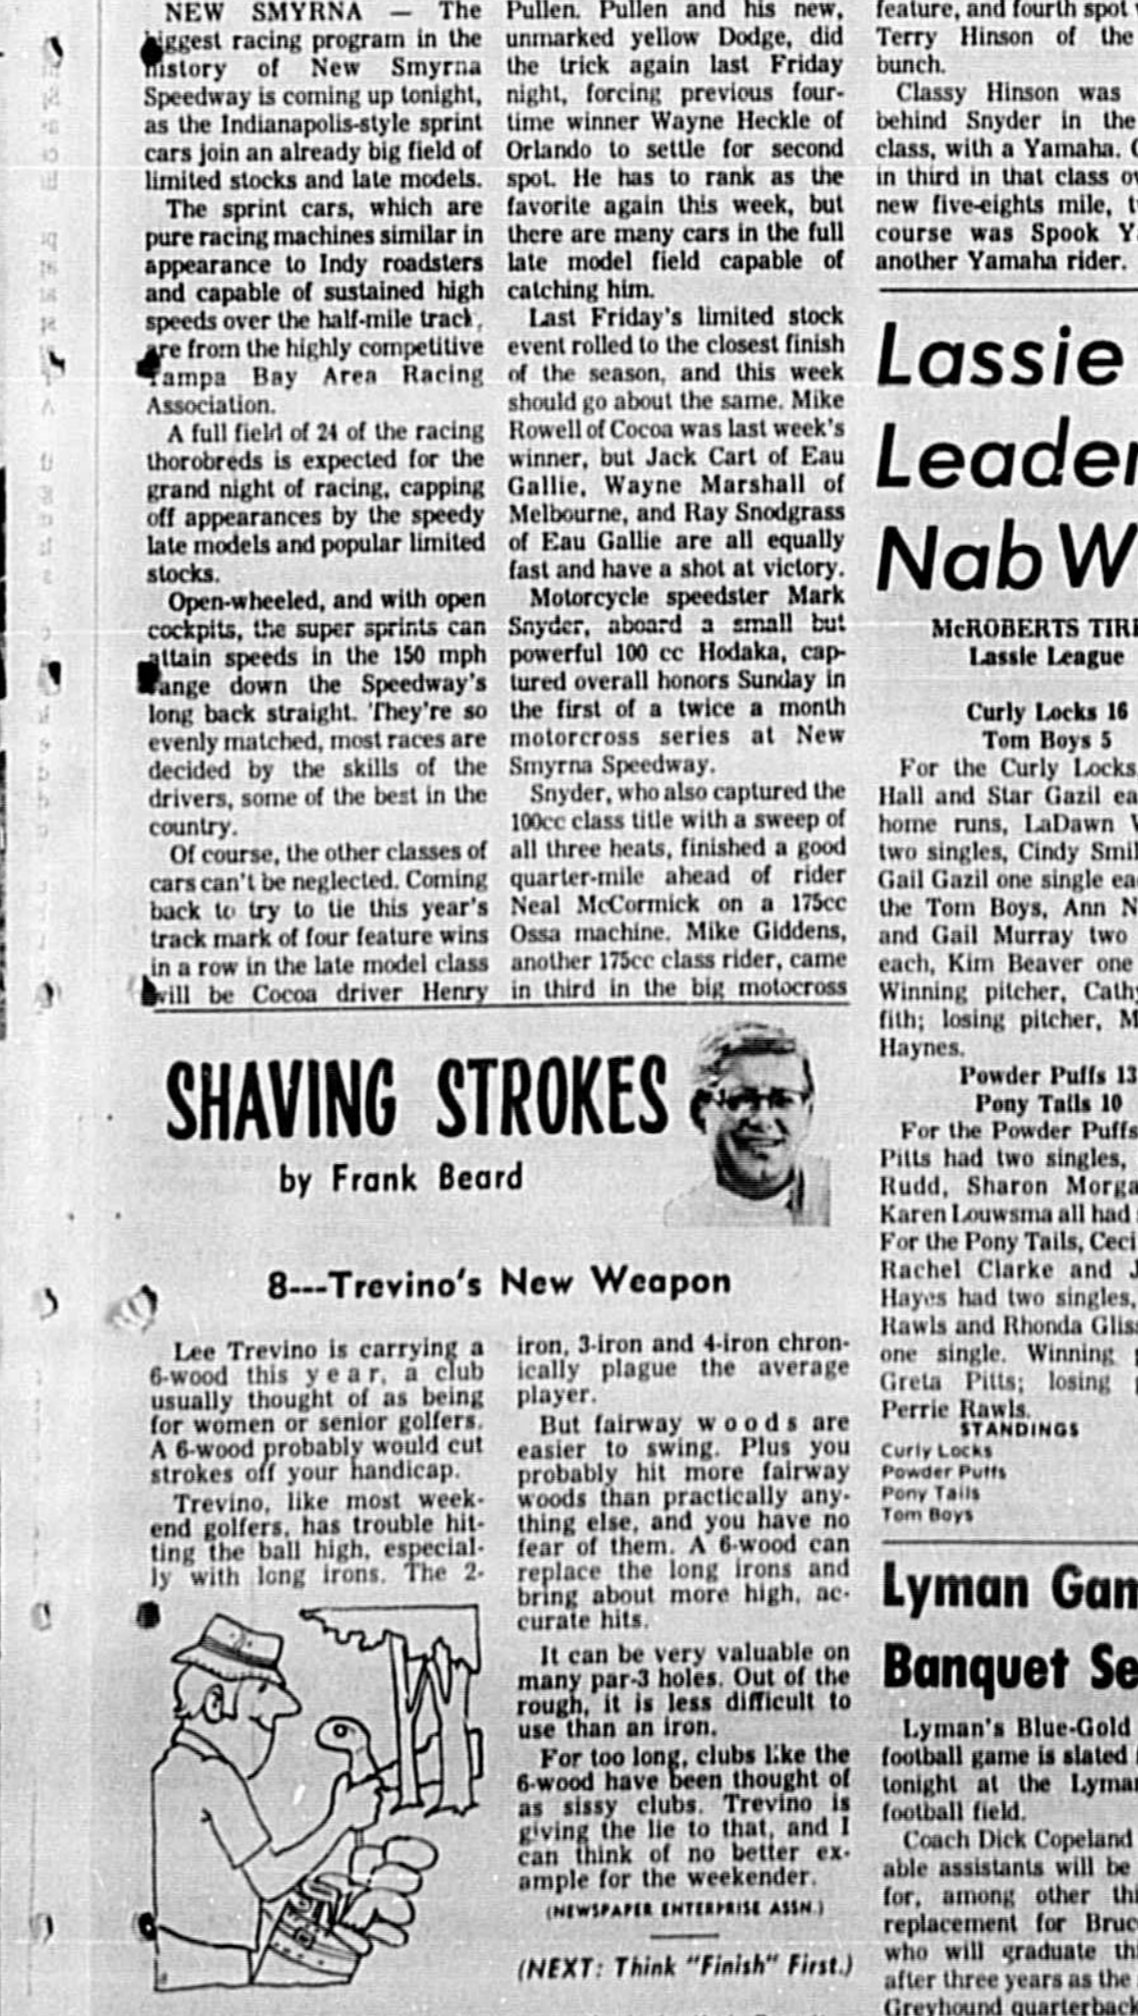 NEW SMYRNA — The
biggest racing program in the
history of New Smyrna
Speedway is coming up tonight,
as the Indianapolis-style sprint
cars join an already big field of
limited stocks and late models.
The sprint cars, which are
pure racing machines similar in
appearance to Indy roadsters
and capable of sustained high
speeds over the half-mile track,
are from the highly competitive
Tampa Bay Area Racing
Association.
A full field of 24 of the racing
thorobreds is expected for the
grand night of racing, capping
off appearances by the speedy
late models and popular limited
stocks.
Open-wheeled, and with open
cockpits, the super sprints can
attain speeds in the 150 mph
range down the Speedway's
long back straight. They're so
evenly matched, most races are
decided by the skills of the
drivers, some of the best in the
country.
Of course, the other classes of
cars can't be neglected. Coming
back to try to tie this year's
track mark of four feature wins
in a row in the late model class
will be Cocoa driver Henry
Pullen. Pullen and his new,
unmarked yellow Dodge, did
the trick again last Friday
night, forcing previous four-
time winner Wayne Heckle of
Orlando to settle for second
spot. He has to rank as the
favorite again this week, but
there are many cars in the full
late model field capable of
catching him.
Last Friday's limited stock
event rolled to the closest finish
of the season, and this week
should go about the same. Mike
Rowell of Cocoa was last week's
winner, but Jack Cart of Eau
Gallie, Wayne Marshall of
Melbourne, and Ray Snodgrass
of Eau Gallie are all equally
fast and have a shot at victory.
Motorcycle speedster Mark
Snyder, aboard a small but
powerful 100 cc Hodaka, cap-
tured overall honors Sunday in
the first of a twice a month
motorcross series at New
Smyrna Speedway.
Snyder, who also captured the
100cc class title with a sweep of
all three heats, finished a good
quarter-mile ahead of rider
Neal McCormick on a 175cc
Ossa machine. Mike Giddens,
another 175cc class rider, came
in third in the big motocross
feature, and fourth spot
Terry Hinson of the
bunch.
Classy Hinson was
behind Snyder in the
class, with a Yamaha.
in third in that class
new five-eights mile,
course was Spook
another Yamaha rider.
SHAVING STROKES
by Frank Beard
8---Trevino's New Weapon
Lee Trevino is carrying a
6-wood this year, a club
usually thought of as being
for women or senior golfers.
A 6-wood probably would cut
strokes off your handicap.
Trevino, like most week-
end golfers, has trouble hit-
ting the ball high, especial-
ly with long irons. The 2-
iron, 3-iron and 4-iron chron-
ically plague the average
player.
But fairway woods are
easier to swing. Plus you
probably hit more fairway
woods than practically any-
thing else, and you have no
fear of them. A 6-wood can
replace the long irons and
bring about more high, ac-
curate hits.
It can be very valuable on
many par-3 holes. Out of the
rough, it is less difficult to
use than an iron.
For too long, clubs like the
6-wood have been thought of
as sissy clubs. Trevino is
giving the lie to that, and I
can think of no better ex-
ample for the weekender.
(NEWSPAPER ENTERPRISE ASSN.)
(NEXT: Think "Finish" First.)
Lassie
Leader
Nab W
McROBERTS TIRE
Lassie League
Curly Locks 16
Tom Boys 5
For the Curly Locks
Hall and Star Gazil
home runs, LaDawn
two singles, Cindy
Gail Gazil one single
the Tom Boys, Ann
and Gail Murray two
each, Kim Beaver one
Winning pitcher,
fith; losing pitcher,
Haynes.
Powder Puffs 13
Pony Tails 10
For the Powder Puffs
Pitts had two singles,
Rudd, Sharon
Karen Louwsma all had
For the Pony Tails,
Rachel Clarke and
Hayes had two singles,
Rawls and Rhonda
one single. Winning
Greta Pitts; losing
Perrie Rawls.
STANDINGS
Curly Locks
Powder Puffs
Pony Tails
Tom Boys
Lyman Gam
Banquet Se
Lyman's Blue-Gold
football game is slated
tonight at the Lyman
football field.
Coach Dick Copeland
able assistants will be
for, among other
replacement for
who will graduate
after three years as the
Greyhound quarterback